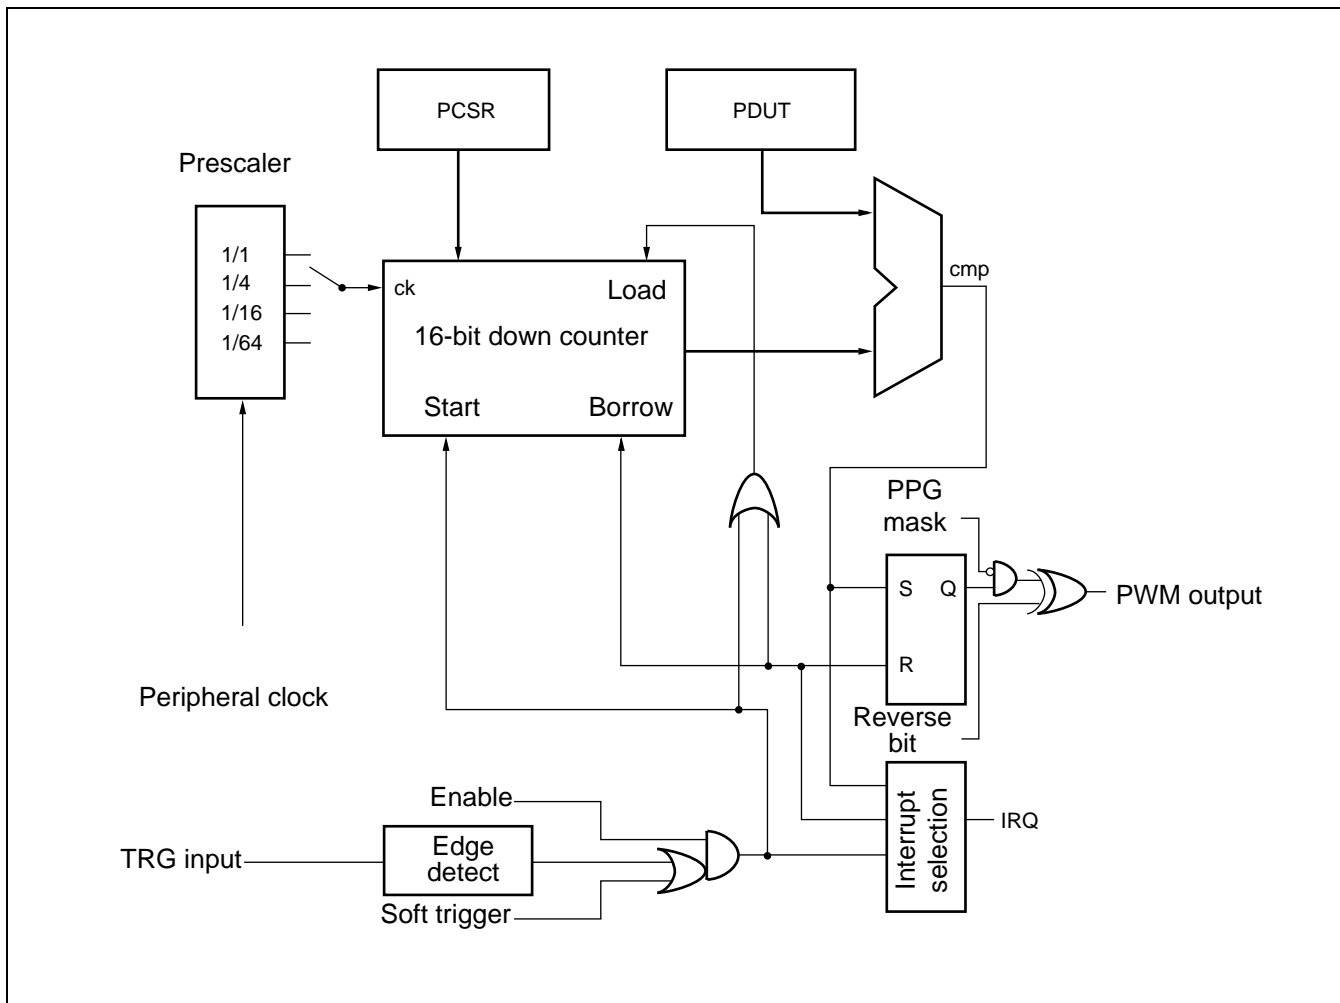 PCSR
PDUT
Prescaler
1/1
1/4
1/16
1/64
ck
Load
16-bit down counter
Start
Borrow
cmp
PPG
mask
S
Q
R
PWM output
Peripheral clock
Reverse
bit
Enable
TRG input
Edge
detect
Soft trigger
Interrupt
selection
IRQ